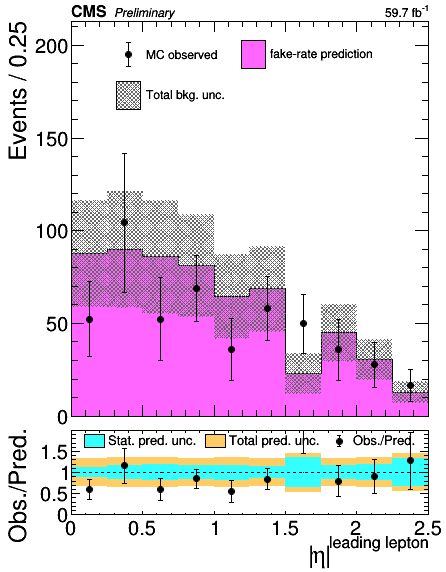 CMS Preliminary 59.7 fb⁻¹
Events / 0.25
200
150
100
50
0
MC observed
fake-rate prediction
Total bkg. unc.
Obs./Pred.
1.5
1
0.5
0
Stat. pred. unc.
Total pred. unc.
Obs./Pred.
0 0.5 1 1.5 2 2.5
|η|leading lepton